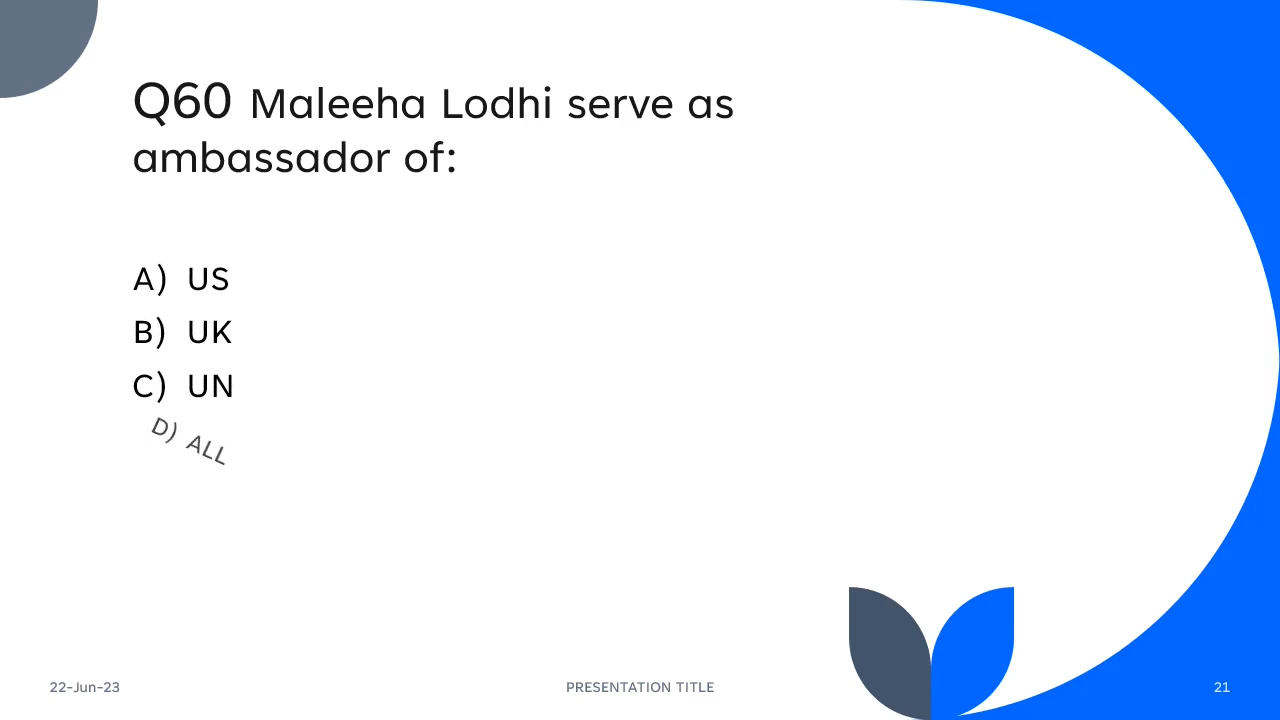 Q60 Maleeha Lodhi serve as
ambassador of:
A) US
B) UK
C) UN
D) ALL
22-Jun-23
PRESENTATION TITLE
21